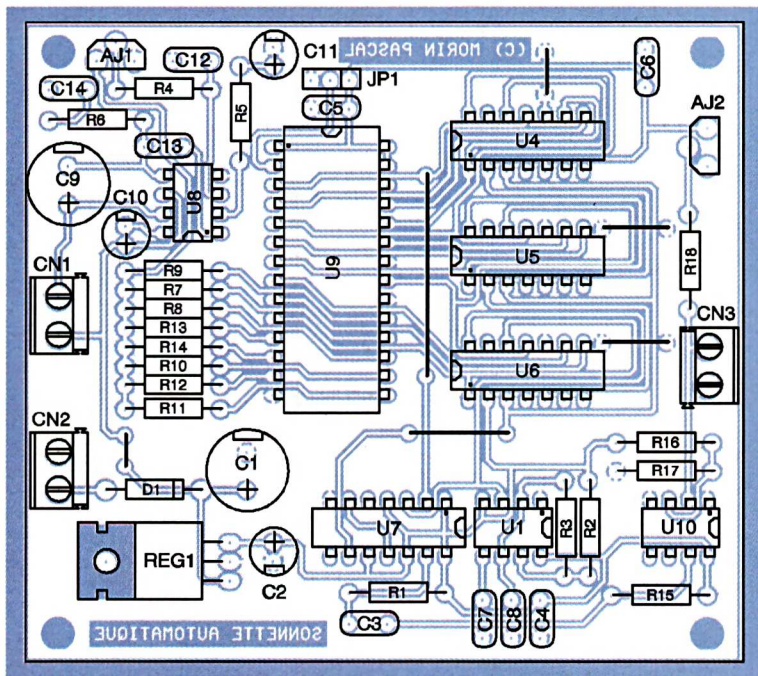 C11
(C) MORIN PASCAL
AJ1
C12
C6
JP1
C14
R4
C5
AJ2
R6
R5
U4
C13
C9
U8
C10
U9
U5
R18
CN1
R9
R7
R8
CN3
R13
R14
U6
R10
R12
R11
CN2
C1
R16
R17
D1
U7
U1
R3
R2
U10
REG1
C2
R1
R15
C3
C7
C8
C4
SONNETTE AUTOMATIQUE